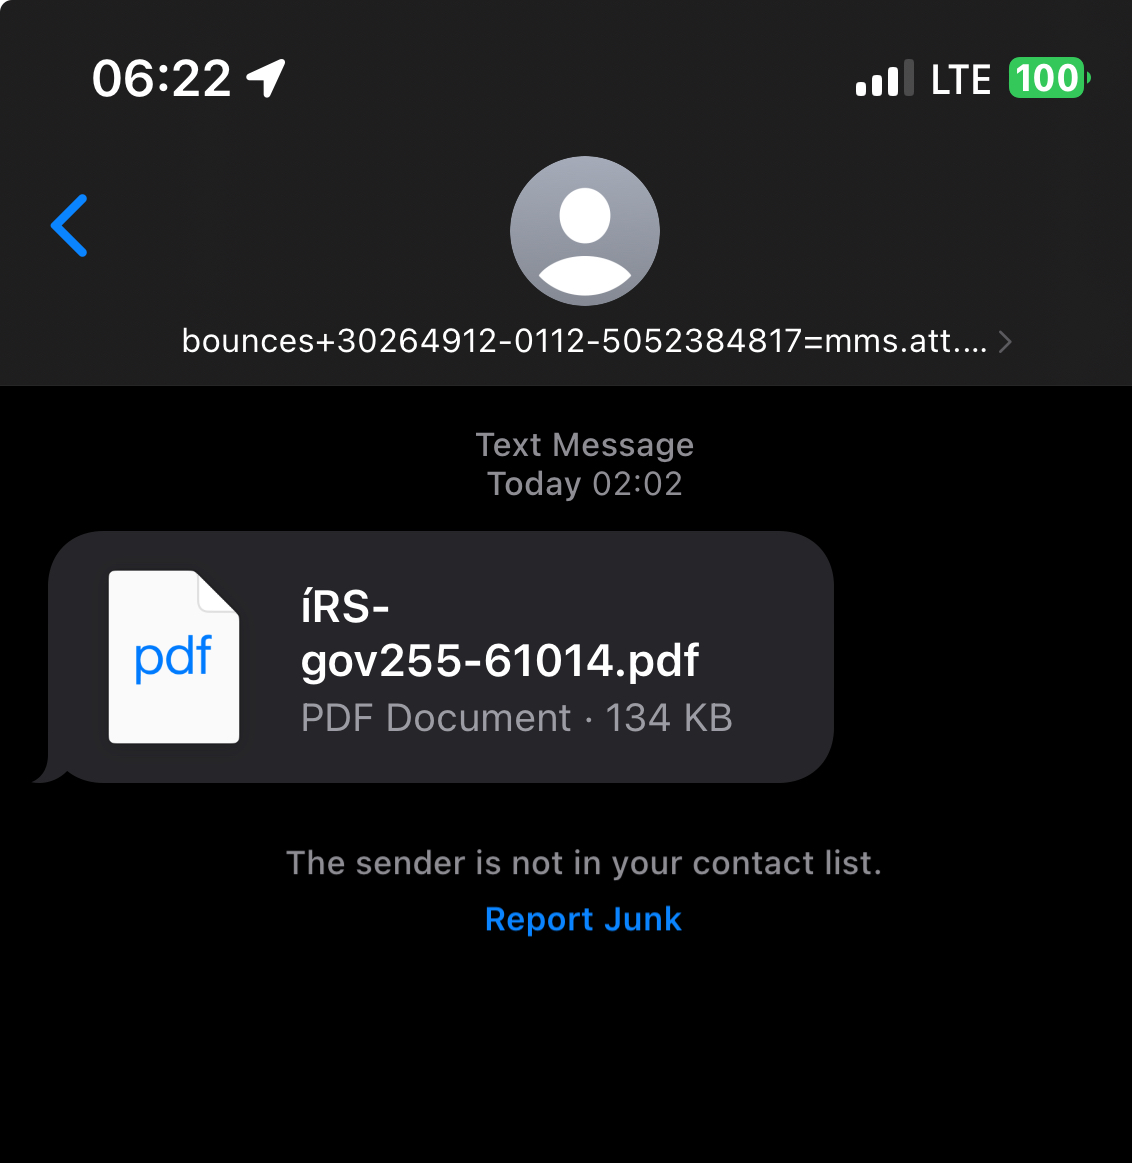 06:22 LTE 100
bounces+30264912-0112-5052384817=mms.att....
Text Message
Today 02:02
pdf
íRS-
gov255-61014.pdf
PDF Document · 134 KB
The sender is not in your contact list.
Report Junk